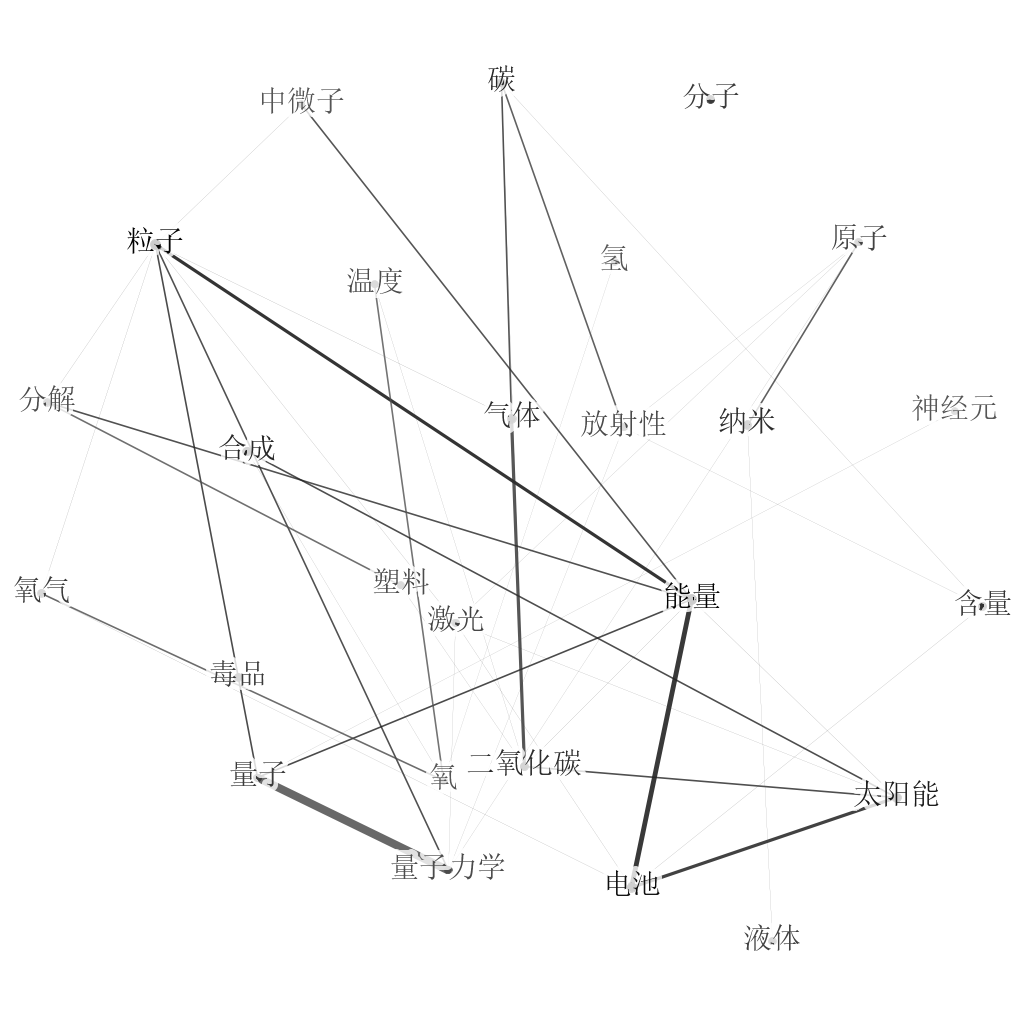 碳
分子
中微子
原子
粒子
氢
温度
分解
神经元
气体
纳米
放射性
合成
塑料
氧气
能量
含量
激光
毒品
二氧化碳
量子
氧
太阳能
量子力学
电池
液体